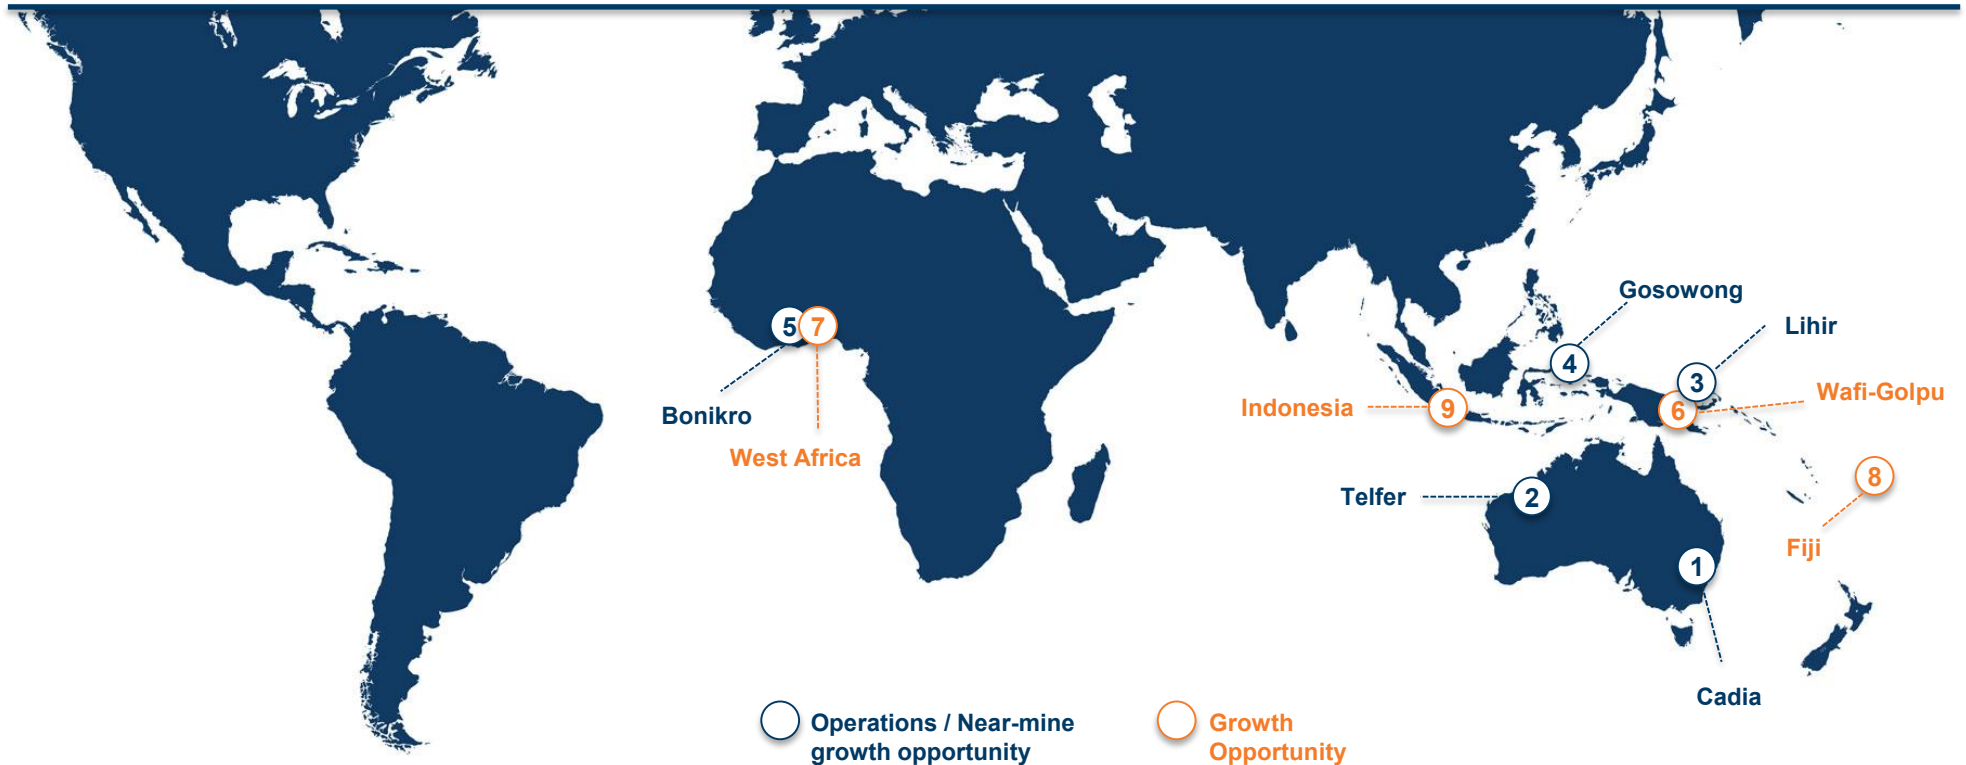 Gosowong
4
Lihir
3
5
7
Wafi-Golpu
6
Indonesia
9
Bonikro
West Africa
8
Telfer
2
Fiji
1
Cadia
Operations / Near-mine
growth opportunity
Growth
Opportunity